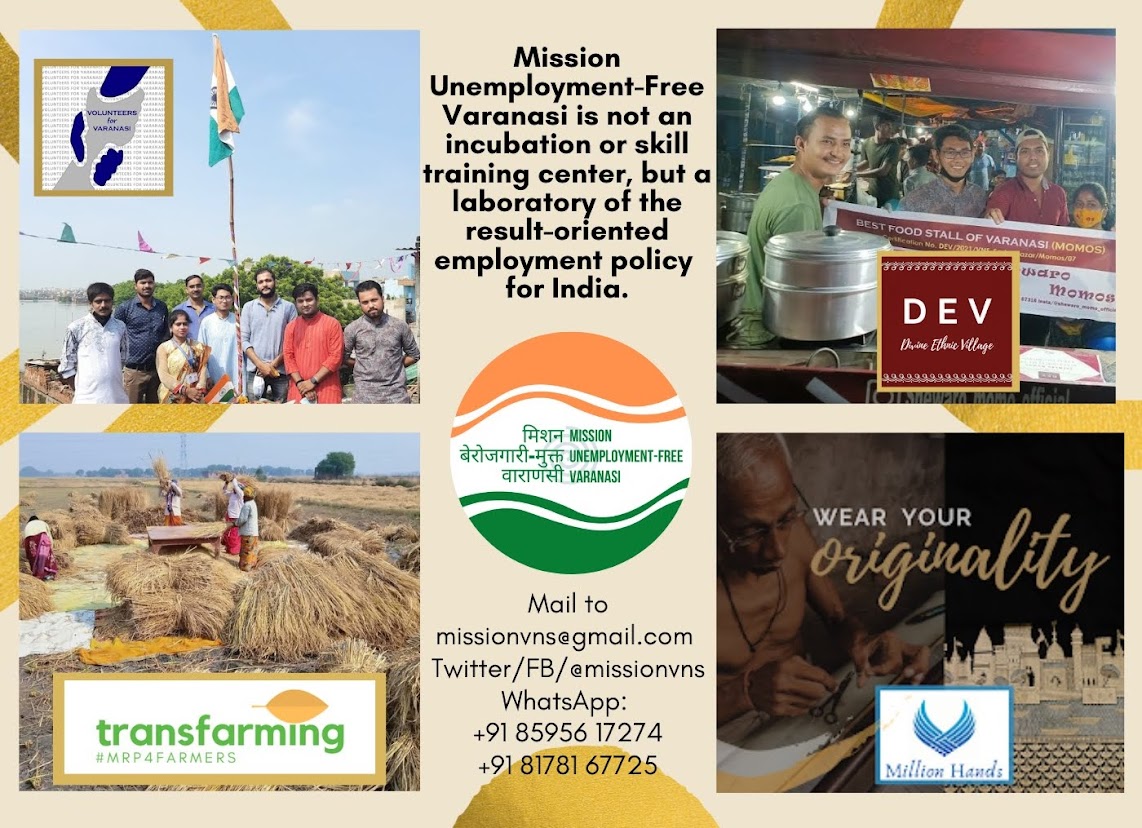 VOLUNTEERS
for
VARANASI
Mission
Unemployment-Free
Varanasi is not an
incubation or skill
training center, but a
laboratory of the
result-oriented
employment policy
for India.
BEST FOOD STALL OF VARANASI (MOMOS)
Momos
DEV
Divine Ethnic Village
मिशन MISSION
बेरोजगारी-मुक्त UNEMPLOYMENT-FREE
वाराणसी VARANASI
transfarming
#MRP4FARMERS
Mail to
missionvns@gmail.com
Twitter/FB/@missionvns
WhatsApp:
+91 85956 17274
+91 81781 67725
WEAR YOUR
originality
Million Hands